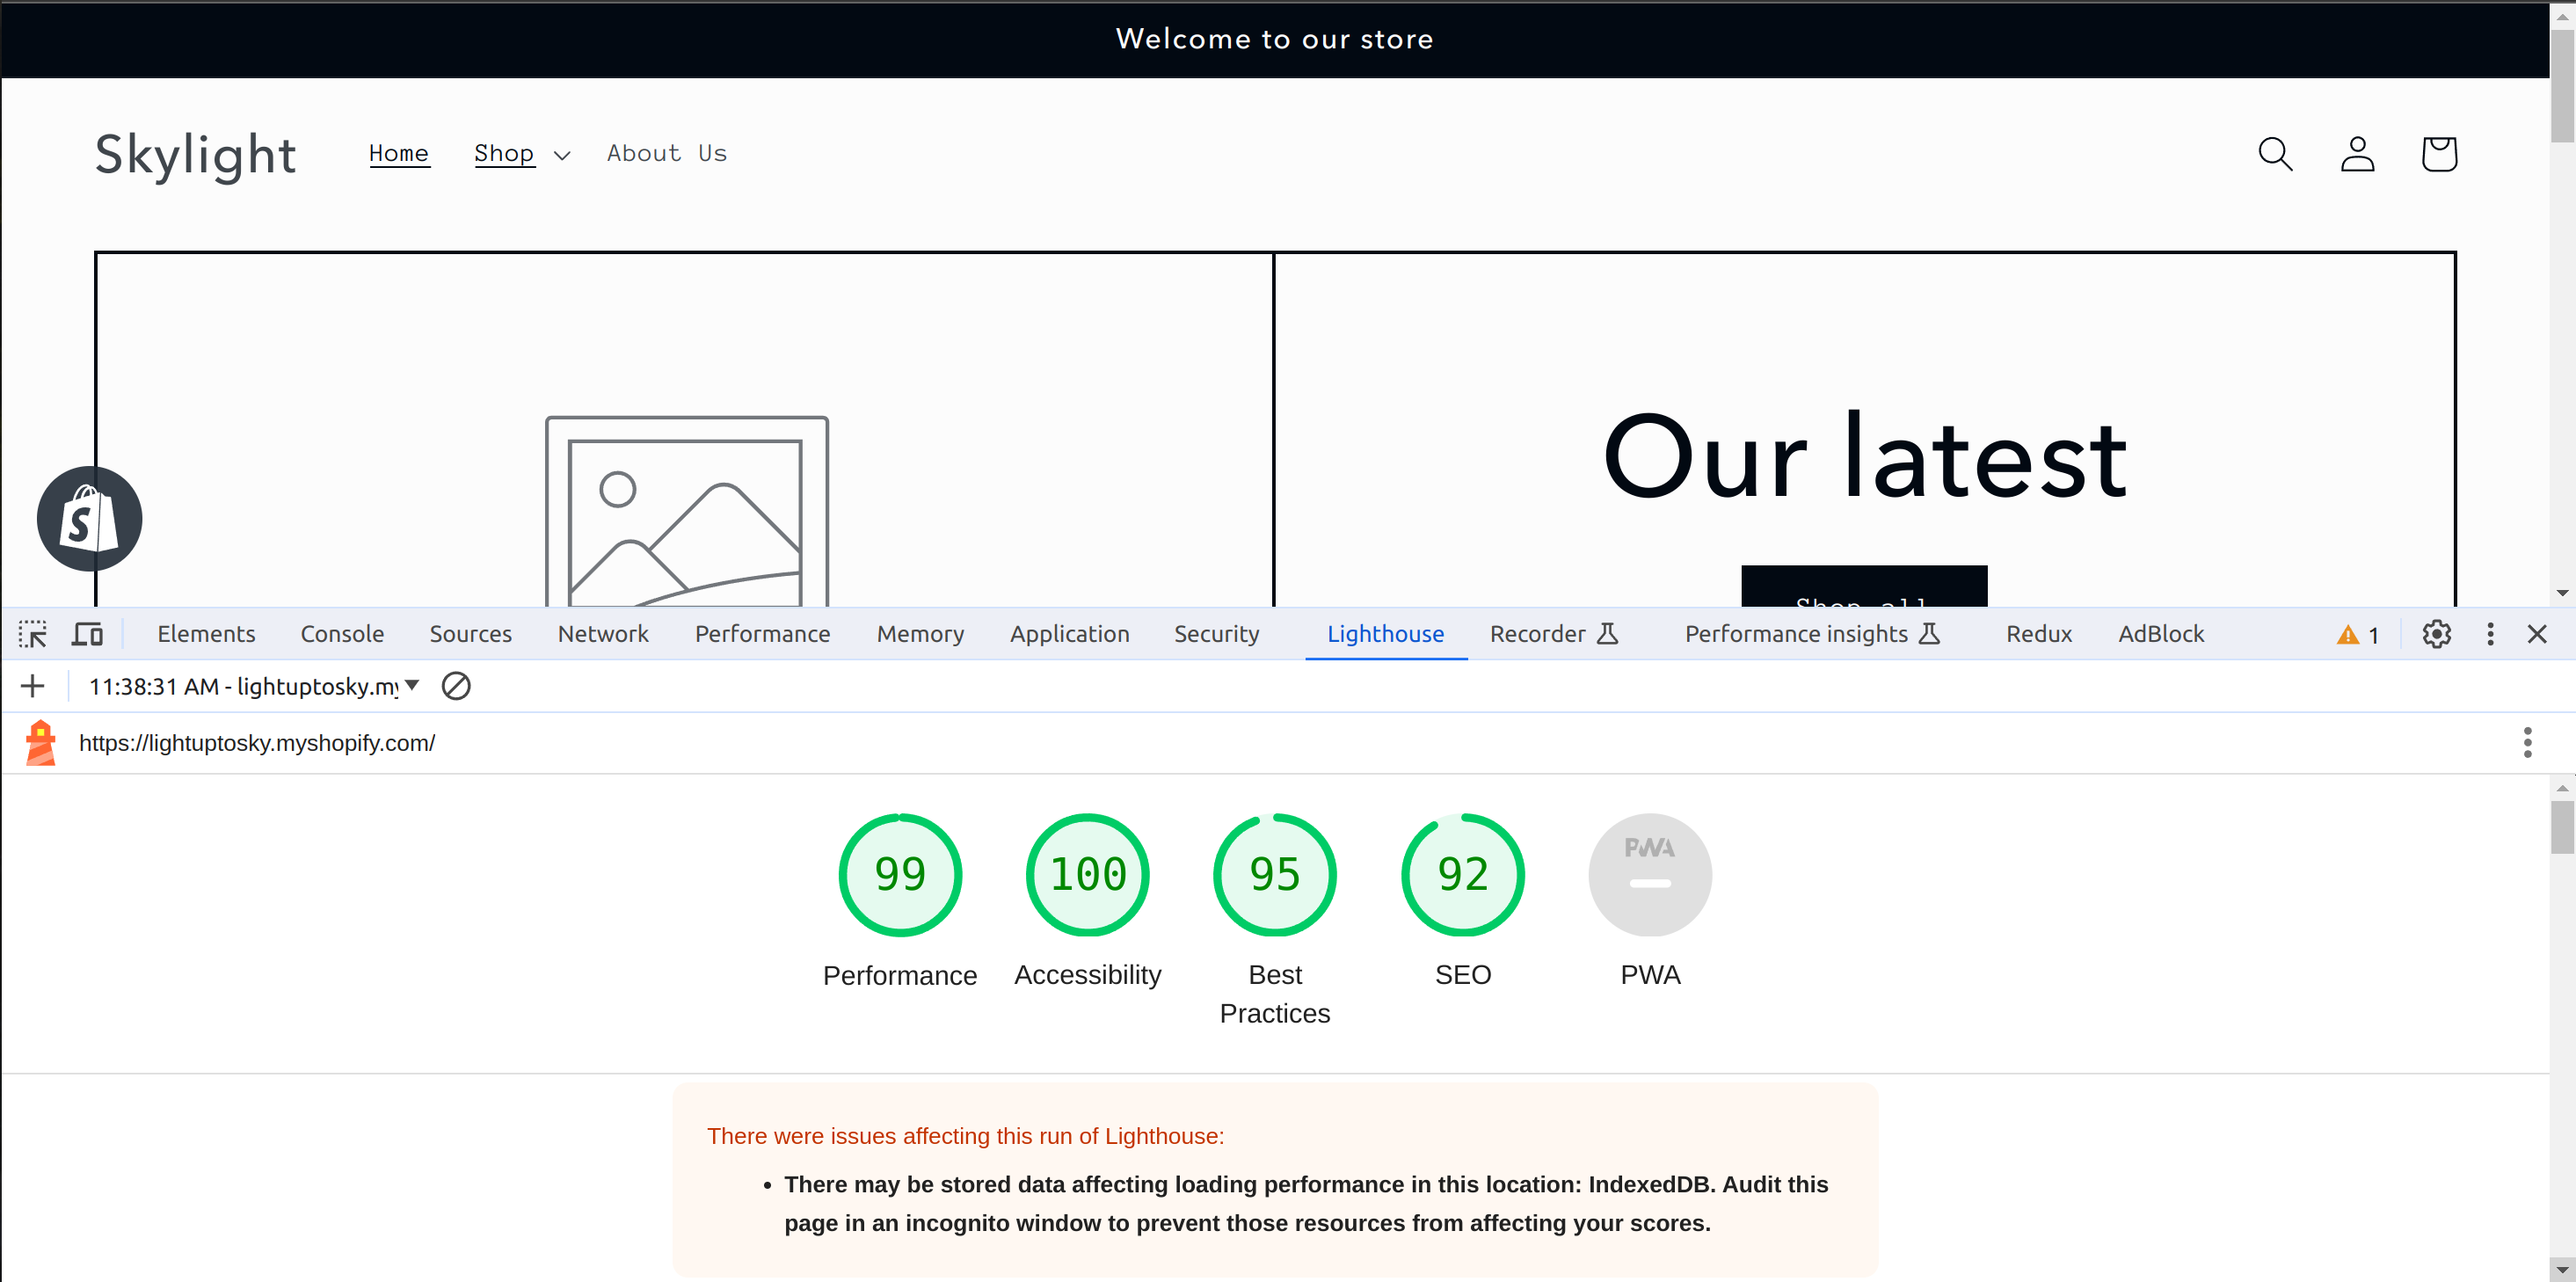 Welcome to our store
Skylight Home Shop About Us
Our latest
Shop all
Elements Console Sources Network Performance Memory Application Security Lighthouse Recorder Performance insights Redux AdBlock 1
11:38:31 AM - lightuptosky.my
https://lightuptosky.myshopify.com/
99 100 95 92 PWA
Performance Accessibility Best Practices SEO PWA
There were issues affecting this run of Lighthouse:
• There may be stored data affecting loading performance in this location: IndexedDB. Audit this
page in an incognito window to prevent those resources from affecting your scores.